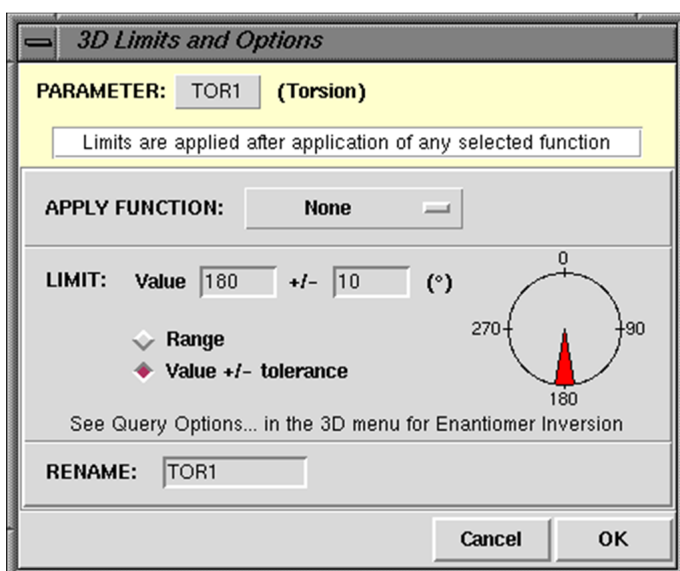 3D Limits and Options
PARAMETER: TOR1 (Torsion)
Limits are applied after application of any selected function
APPLY FUNCTION: None
LIMIT: Value 180 +/- 10 (°)
Range
Value +/- tolerance
0
270
90
180
See Query Options... in the 3D menu for Enantiomer Inversion
RENAME: TOR1
Cancel OK